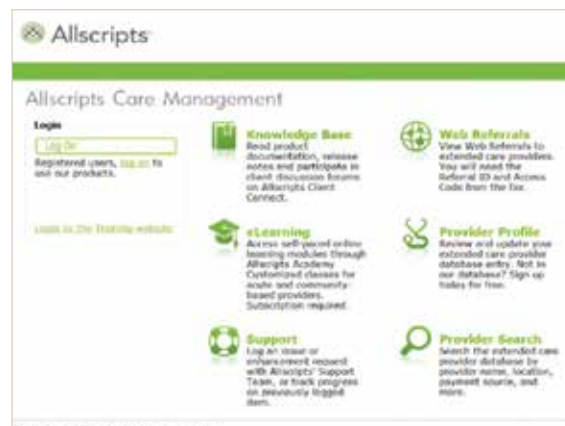 Allscripts
Allscripts Care Management
Login
Log On
Registered users, log on to
use our products.
Login to the Training website
Knowledge Base
Read product
documentation, release
notes and participate in
client discussion forums
on Allscripts Client
Connect.
eLearning
Access self-paced online
learning modules through
Allscripts Academy
Customized classes for
acute and community-
based providers.
Subscription required.
Support
Log an issue or
enhancement request
with Allscripts' Support
Team, or track progress
on previously logged
item.
Web Referrals
View Web Referrals to
extended care providers.
You will need the
Referral ID and Access
Code from the fax.
Provider Profile
Review and update your
extended care provider
database entry. Not in
our database? Sign up
today for free.
Provider Search
Search the extended care
provider database by
provider name, location,
payment source, and
more.